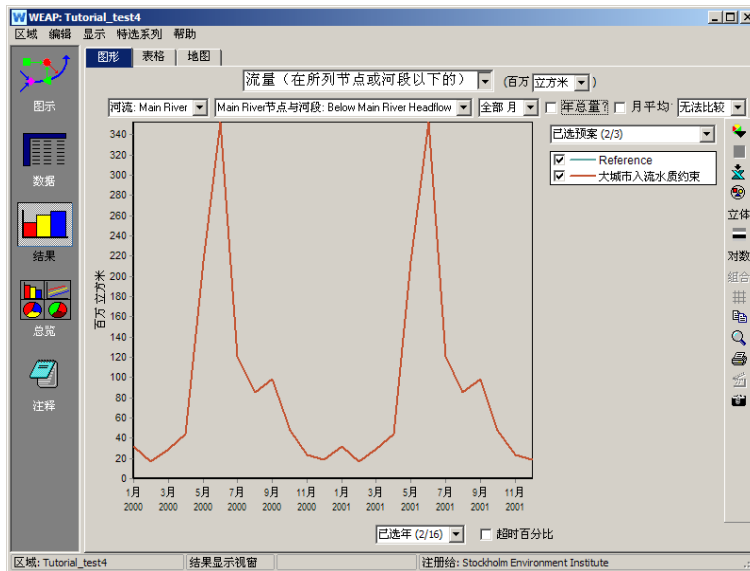 WEAP: Tutorial_test4
区域 编辑 显示 特选系列 帮助
图形 表格 地图
流量（在所列节点或河段以下的） (百万 立方米 )
河流: Main River Main River节点与河段: Below Main River Headflow 全部 月 年总量? 月平均 无法比较
图示
数据
结果
总览
注释
已选预案 (2/3)
Reference
大城市入流水质约束
立体
对数
组合
百万 立方米
340
320
300
280
260
240
220
200
180
160
140
120
100
80
60
40
20
0
1月 3月 5月 7月 9月 11月 1月 3月 5月 7月 9月 11月
2000 2000 2000 2000 2000 2000 2001 2001 2001 2001 2001 2001
已选年 (2/16) 超时百分比
区域: Tutorial_test4 结果显示视窗 注册给: Stockholm Environment Institute